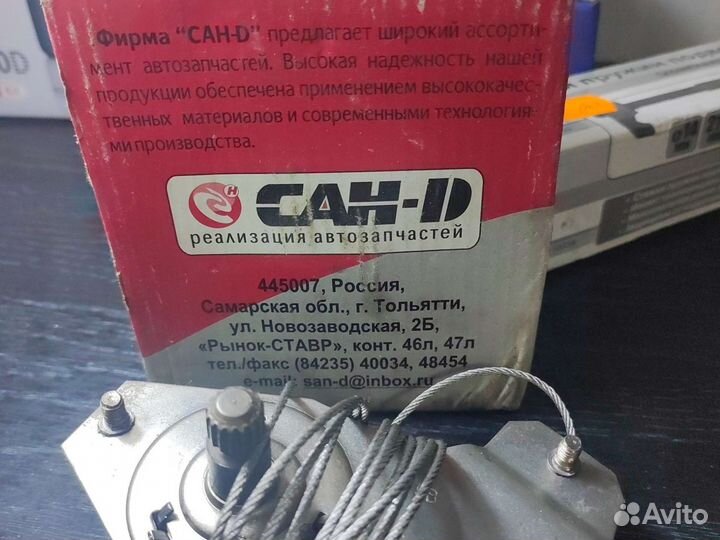 Фирма "САН-D" предлагает широкий ассорти-
мент автозапчастей. Высокая надежность нашей
продукции обеспечена применением высококачес-
твенных материалов и современными технология-
ми производства.
САН-D
реализация автозапчастей
445007, Россия,
Самарская обл., г. Тольятти,
ул. Новозаводская, 2Б,
«Рынок-СТАВР», конт. 46л, 47л
тел./факс (84235) 40034, 48454
e-mail: san-d@inbox.ru
Avito